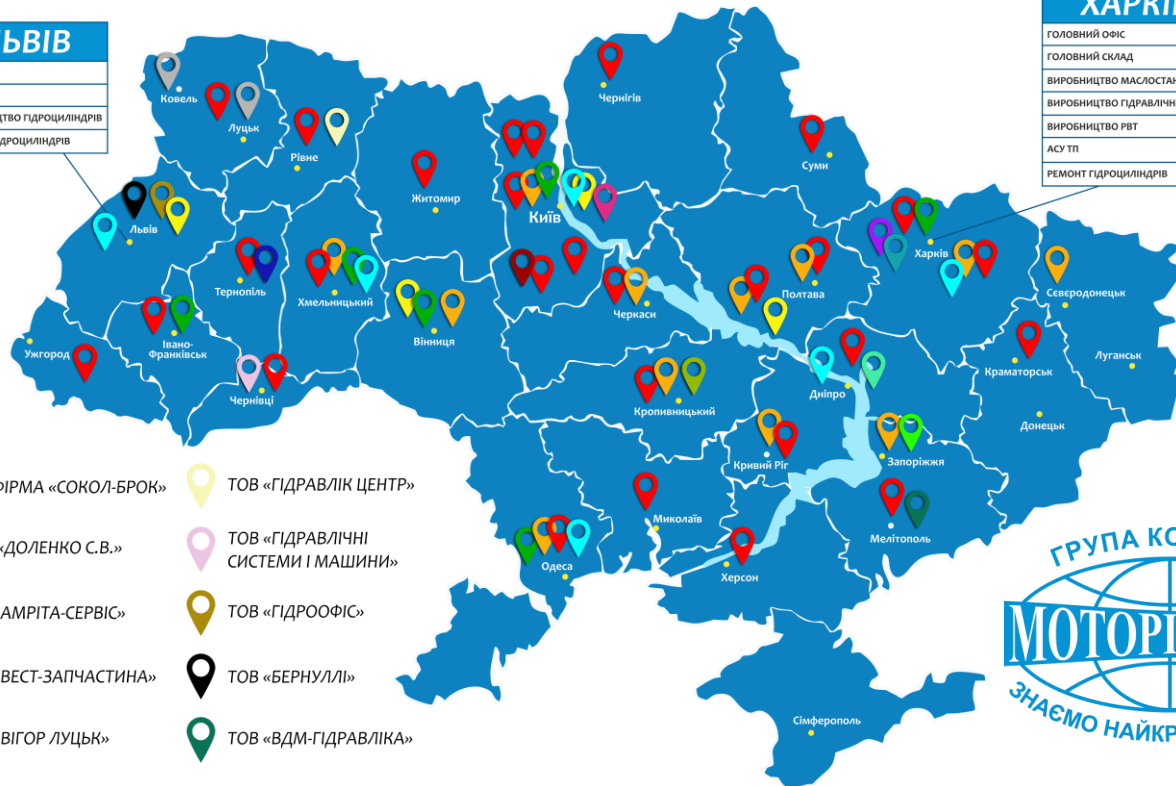 ЬВІВ
ЦТВО ГІДРОЦИЛІНДРІВ
ДРОЦИЛІНДРІВ
ХАРКІ
ГОЛОВНИЙ ОФІС
ГОЛОВНИЙ СКЛАД
ВИРОБНИЦТВО МАСЛОСТАН
ВИРОБНИЦТВО ГІДРАВЛІЧН
ВИРОБНИЦТВО РВТ
АСУ ТП
РЕМОНТ ГІДРОЦИЛІНДРІВ
Ковель
Луцьк
Рівне
Житомир
Чернігів
Суми
Київ
Львів
Тернопіль
Хмельницький
Вінниця
Черкаси
Полтава
Харків
Сєвєродонецьк
Ужгород
Івано-
Франківськ
Чернівці
Кропивницький
Дніпро
Краматорськ
Луганськ
Донецьк
Кривий Ріг
Запоріжжя
Миколаїв
Мелітополь
Одеса
Херсон
Сімферополь
ФІРМА «СОКОЛ-БРОК»
«ДОЛЕНКО С.В.»
АМРІТА-СЕРВІС»
ВЕСТ-ЗАПЧАСТИНА»
ВІГОР ЛУЦЬК»
ТОВ «ГІДРАВЛІК ЦЕНТР»
ТОВ «ГІДРАВЛІЧНІ
СИСТЕМИ І МАШИНИ»
ТОВ «ГІДРООФІС»
ТОВ «БЕРНУЛЛІ»
ТОВ «ВДМ-ГІДРАВЛІКА»
ГРУПА КО
МОТОРІ
ЗНАЄМО НАЙКР